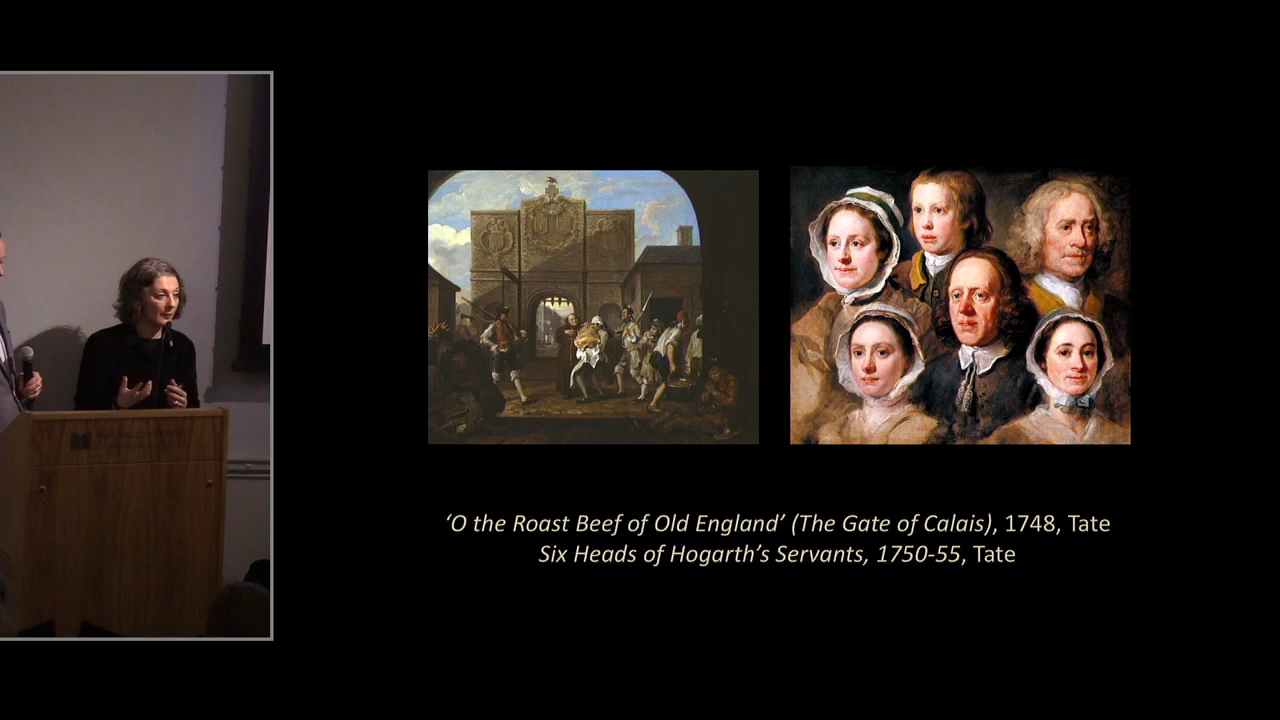 ‘O the Roast Beef of Old England’ (The Gate of Calais), 1748, Tate
Six Heads of Hogarth’s Servants, 1750-55, Tate